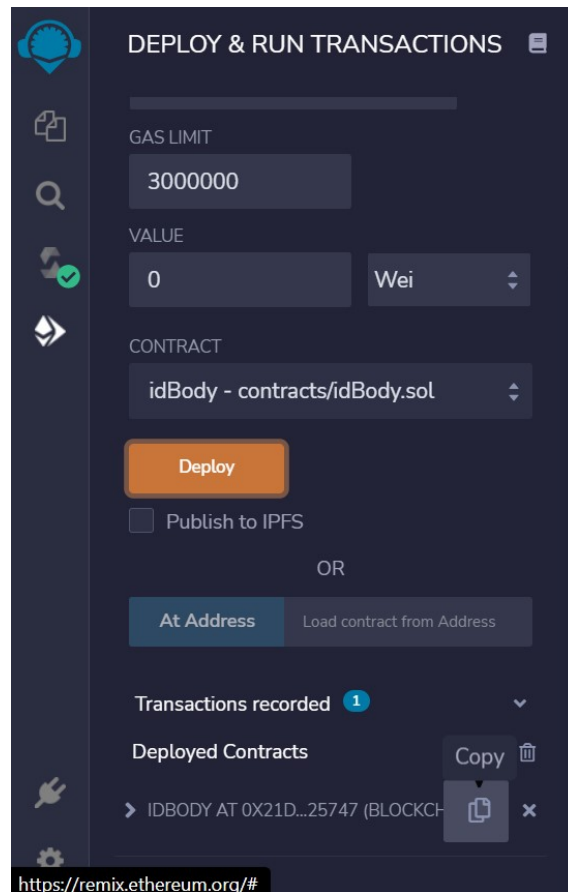 DEPLOY & RUN TRANSACTIONS
GAS LIMIT
3000000
VALUE
0 Wei
CONTRACT
idBody - contracts/idBody.sol
Deploy
Publish to IPFS
OR
At Address Load contract from Address
Transactions recorded 1
Deployed Contracts Copy
IDBODY AT 0X21D...25747 (BLOCKCH
https://remix.ethereum.org/#